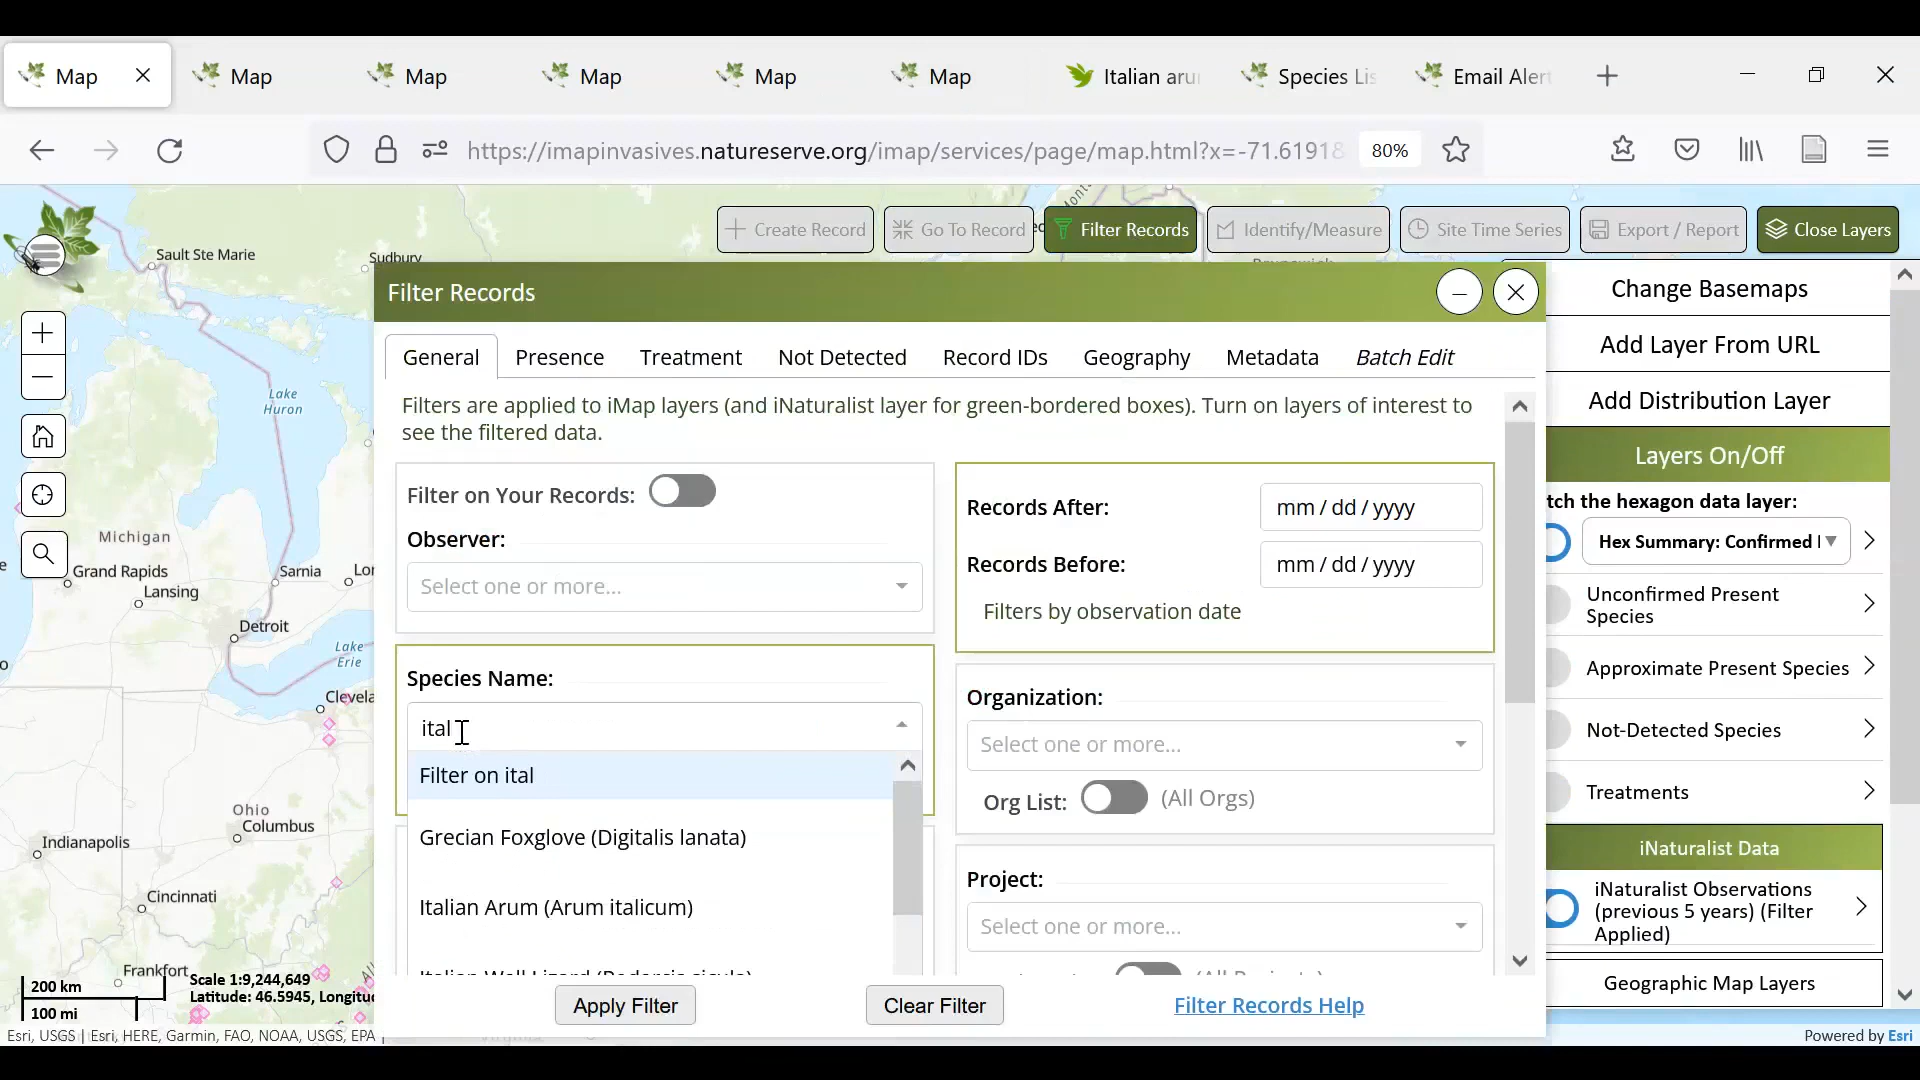 Map
Map
Map
Map
Map
Map
Italian aru
Species Lis
Email Alert
https://imapinvasives.natureserve.org/imap/services/page/map.html?x=-71.6191
80%
Create Record
Go To Record
Filter Records
Identify/Measure
Site Time Series
Export / Report
Close Layers
Sault Ste Marie
Sudbury
Filter Records
General
Presence
Treatment
Not Detected
Record IDs
Geography
Metadata
Batch Edit
Filters are applied to iMap layers (and iNaturalist layer for green-bordered boxes). Turn on layers of interest to
see the filtered data.
Filter on Your Records:
Observer:
Select one or more...
Species Name:
ital
Filter on ital
Grecian Foxglove (Digitalis lanata)
Italian Arum (Arum italicum)
Italian Wall Lizard (Podarcis sicula)
Records After:
mm / dd / yyyy
Records Before:
mm / dd / yyyy
Filters by observation date
Organization:
Select one or more...
Org List:
(All Orgs)
Project:
Select one or more...
(All Projects)
Apply Filter
Clear Filter
Filter Records Help
Change Basemaps
Add Layer From URL
Add Distribution Layer
Layers On/Off
tch the hexagon data layer:
Hex Summary: Confirmed
Unconfirmed Present
Species
Approximate Present Species
Not-Detected Species
Treatments
iNaturalist Data
iNaturalist Observations
(previous 5 years) (Filter
Applied)
Geographic Map Layers
Lake
Huron
Michigan
Grand Rapids
Lansing
Sarnia
Lor
Detroit
Lake
Erie
Clevela
Ohio
Columbus
Indianapolis
Cincinnati
Frankfort
200 km
100 mi
Scale 1:9,244,649
Latitude: 46.5945, Longitu
Esri, USGS | Esri, HERE, Garmin, FAO, NOAA, USGS, EPA
Powered by Esri